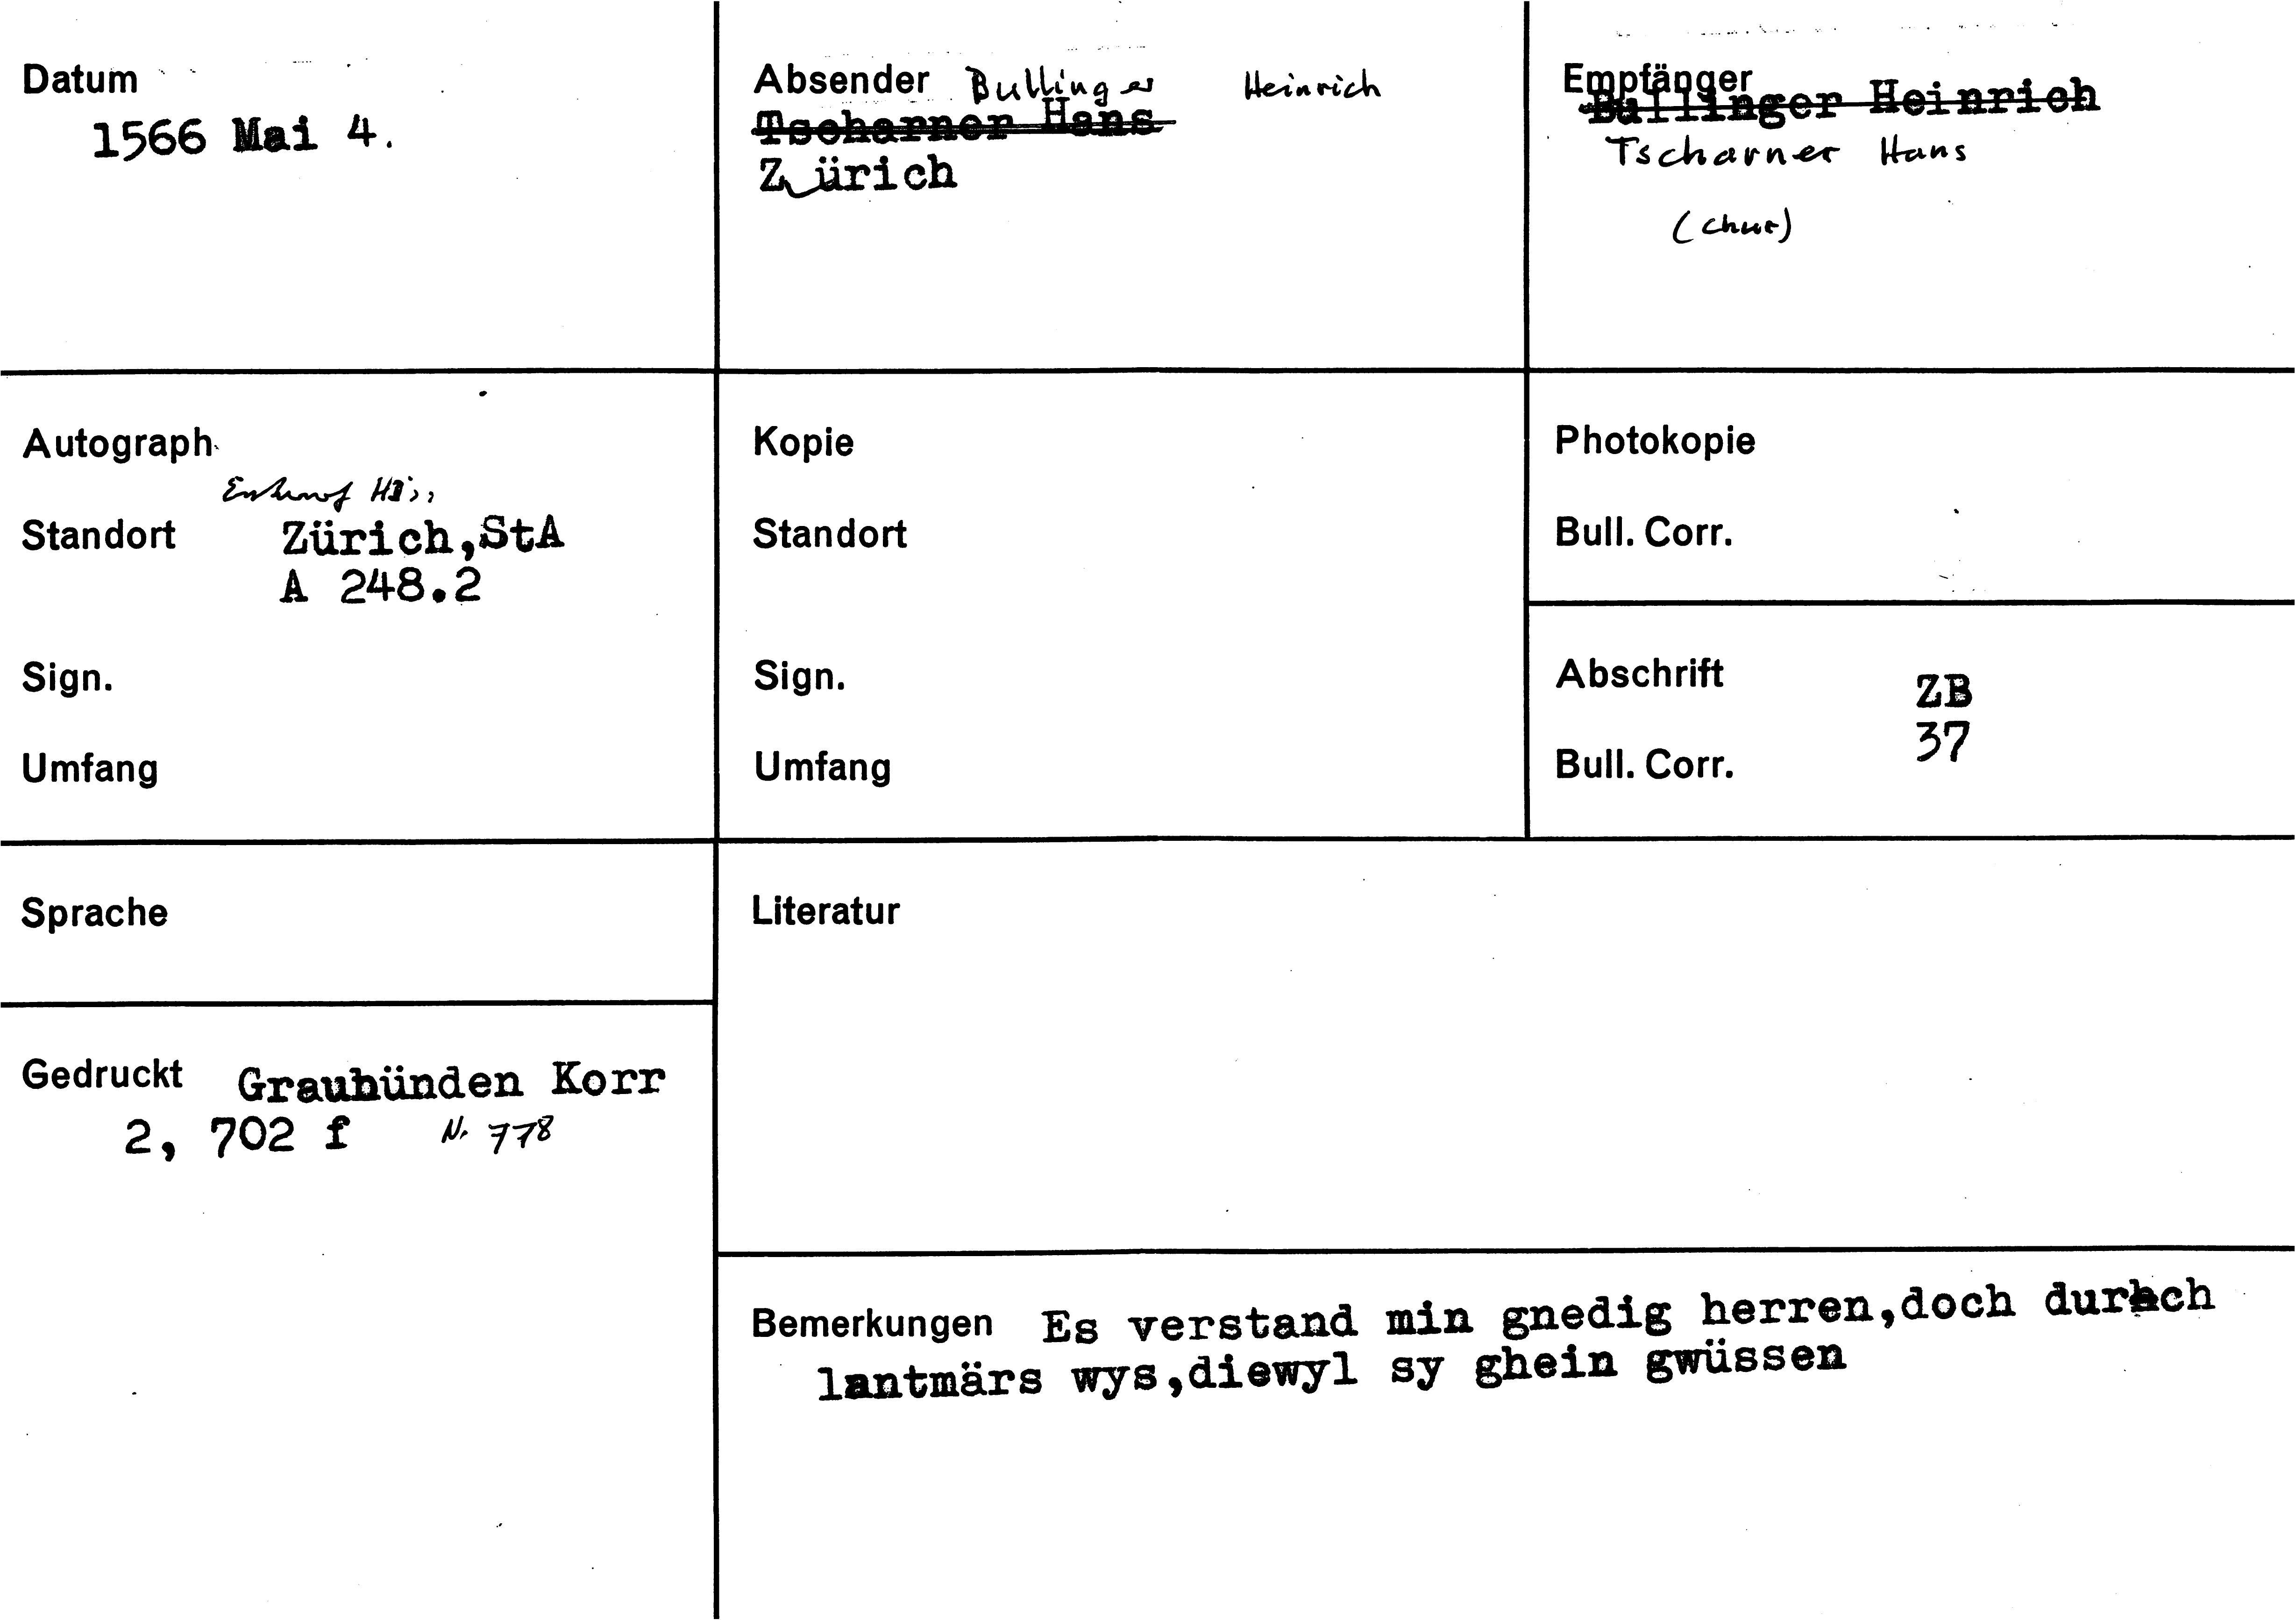 Datum
1566 Mai 4.
Absender Bullinger Heinrich
Tscharner Hans
Zürich
Empfänger
Bullinger Heinrich
Tscharner Hans
(Chur)
Autograph
Entwurf
Standort Zürich,StA
A 248.2
Sign.
Umfang
Kopie
Standort
Sign.
Umfang
Photokopie
Bull. Corr.
Abschrift ZB
37
Bull. Corr.
Sprache
Literatur
Gedruckt Graubünden Korr
2, 702 f Nr 778
Bemerkungen Es verstand min gnedig herren,doch durch
lantmärs wys,diewyl sy ghein gwüssen